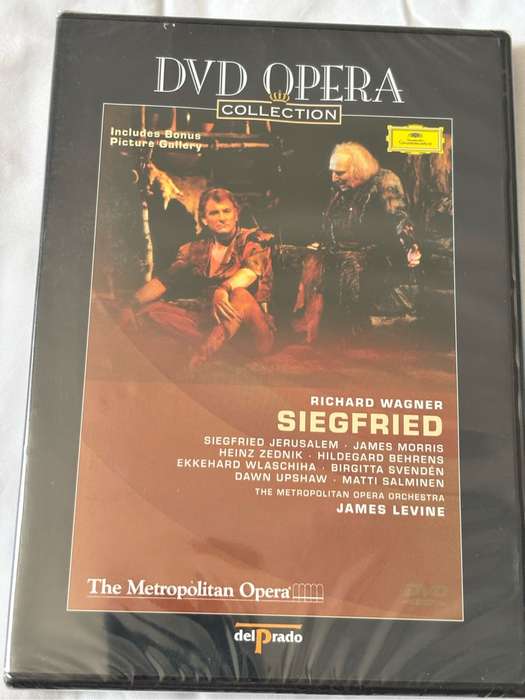 DVD OPERA
COLLECTION
Includes Bonus
Picture Gallery
RICHARD WAGNER
SIEGFRIED
SIEGFRIED JERUSALEM · JAMES MORRIS
HEINZ ZEDNIK · HILDEGARD BEHRENS
EKKEHARD WLASCHIHA · BIRGITTA SVENDÉN
DAWN UPSHAW · MATTI SALMINEN
THE METROPOLITAN OPERA ORCHESTRA
JAMES LEVINE
The Metropolitan Opera
DVD
delPrado